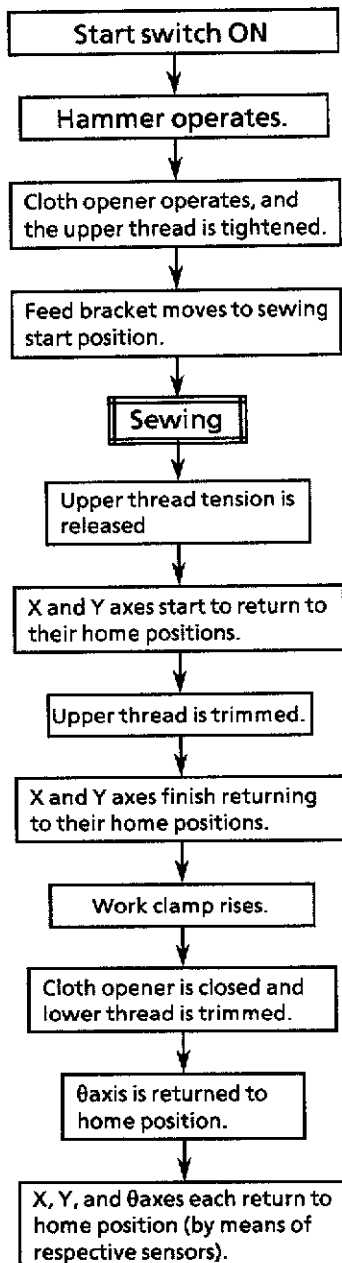 Start switch ON
Hammer operates.
Cloth opener operates, and
the upper thread is tightened.
Feed bracket moves to sewing
start position.
Sewing
Upper thread tension is
released
X and Y axes start to return to
their home positions.
Upper thread is trimmed.
X and Y axes finish returning
to their home positions.
Work clamp rises.
Cloth opener is closed and
lower thread is trimmed.
θaxis is returned to
home position.
X, Y, and θaxes each return to
home position (by means of
respective sensors).